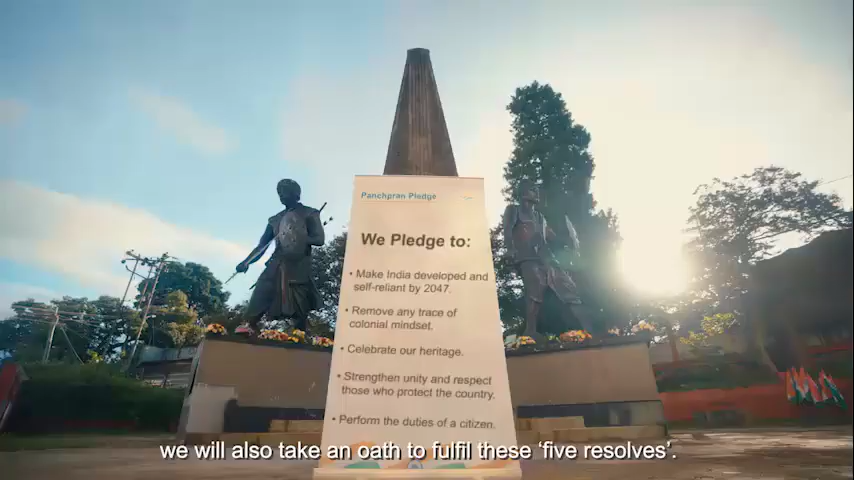 Panchpran Pledge
We Pledge to:
• Make India developed and
self-reliant by 2047.
• Remove any trace of
colonial mindset.
• Celebrate our heritage.
• Strengthen unity and respect
those who protect the country.
• Perform the duties of a citizen.
we will also take an oath to fulfil these ‘five resolves’.